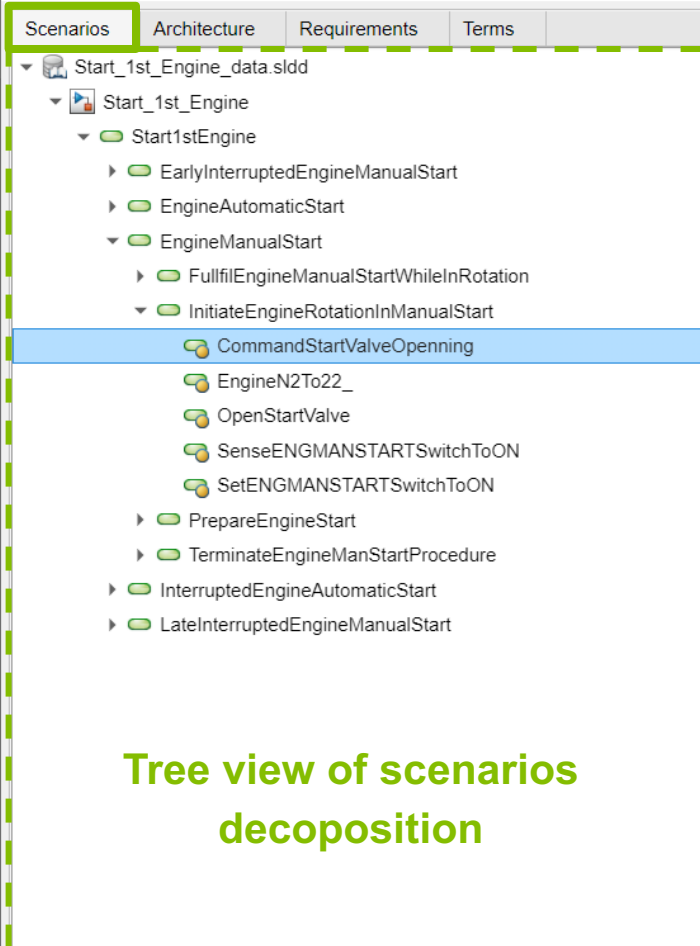 Scenarios Architecture Requirements Terms
Start_1st_Engine_data.sldd
Start_1st_Engine
Start1stEngine
EarlyInterruptedEngineManualStart
EngineAutomaticStart
EngineManualStart
FullfilEngineManualStartWhileInRotation
InitiateEngineRotationInManualStart
CommandStartValveOpenning
EngineN2To22_
OpenStartValve
SenseENGMANSTARTSwitchToON
SetENGMANSTARTSwitchToON
PrepareEngineStart
TerminateEngineManStartProcedure
InterruptedEngineAutomaticStart
LateInterruptedEngineManualStart
Tree view of scenarios
decoposition